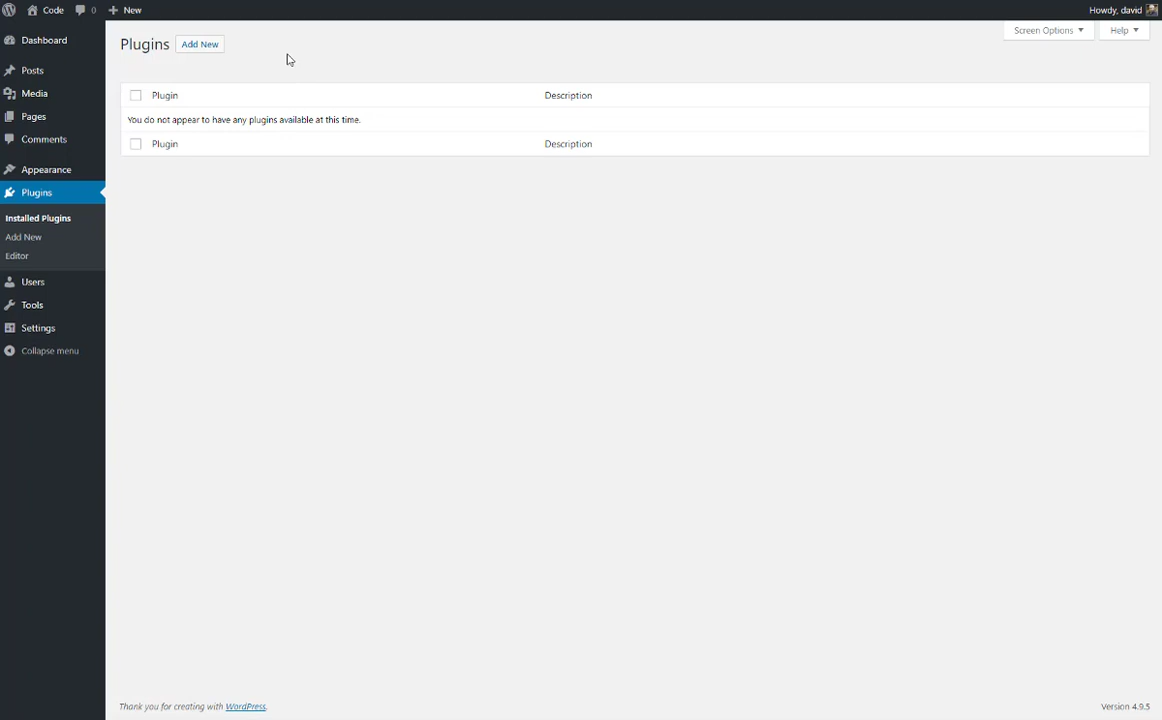 Code 0 New Howdy, david
Dashboard
Posts
Media
Pages
Comments
Appearance
Plugins
Installed Plugins
Add New
Editor
Users
Tools
Settings
Collapse menu
Screen Options Help
Plugins Add New
Plugin Description
You do not appear to have any plugins available at this time.
Plugin Description
Thank you for creating with WordPress. Version 4.9.5